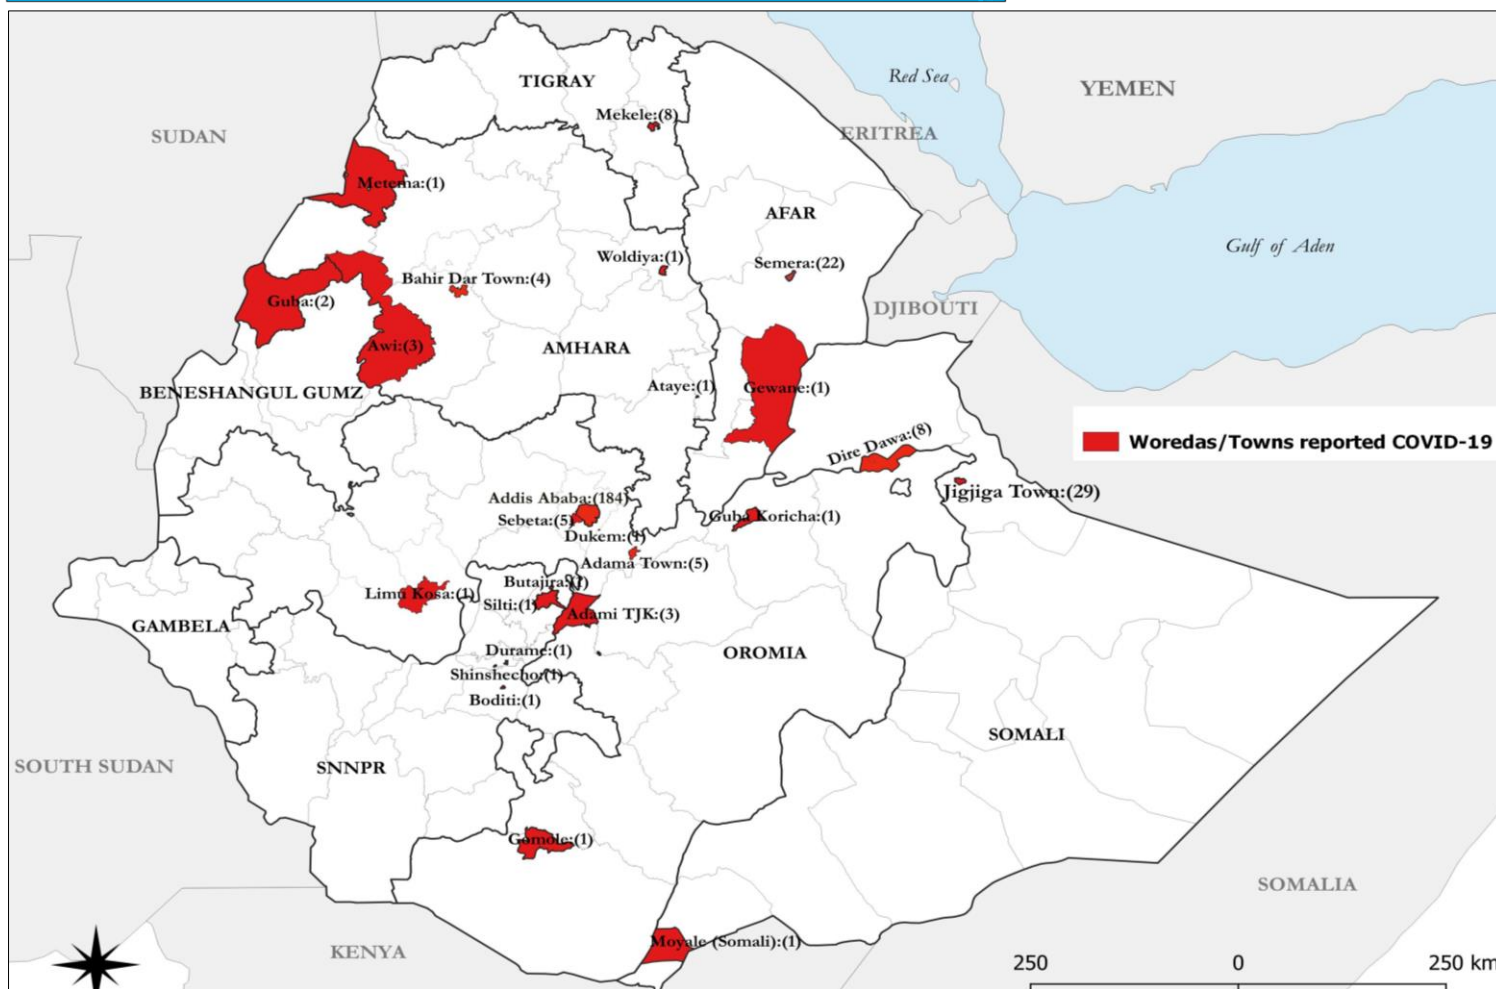 Red Sea
YEMEN
TIGRAY
Mekele:(8)
SUDAN
ERITREA
Metema:(1)
AFAR
Gulf of Aden
Woldiya:(1)
Semera:(22)
Bahir Dar Town:(4)
Guba:(2)
DJIBOUTI
Awi:(3)
AMHARA
Ataye:(1)
Gewane:(1)
BENESHANGUL GUMZ
Dire Dawa:(8)
Woredas/Towns reported COVID-19
Addis Ababa:(184)
Jigjiga Town:(29)
Sebeta:(5)
Guba Koricha:(1)
Dukem:(1)
Adama Town:(5)
Butajira:(1)
Limu Kosa:(1)
Silti:(1)
Adami TJK:(3)
GAMBELA
Durame:(1)
OROMIA
Shinshecho:(1)
Boditi:(1)
SOMALI
SOUTH SUDAN
SNNPR
Gomole:(1)
SOMALIA
Moyale (Somali):(1)
KENYA
250 0 250 km